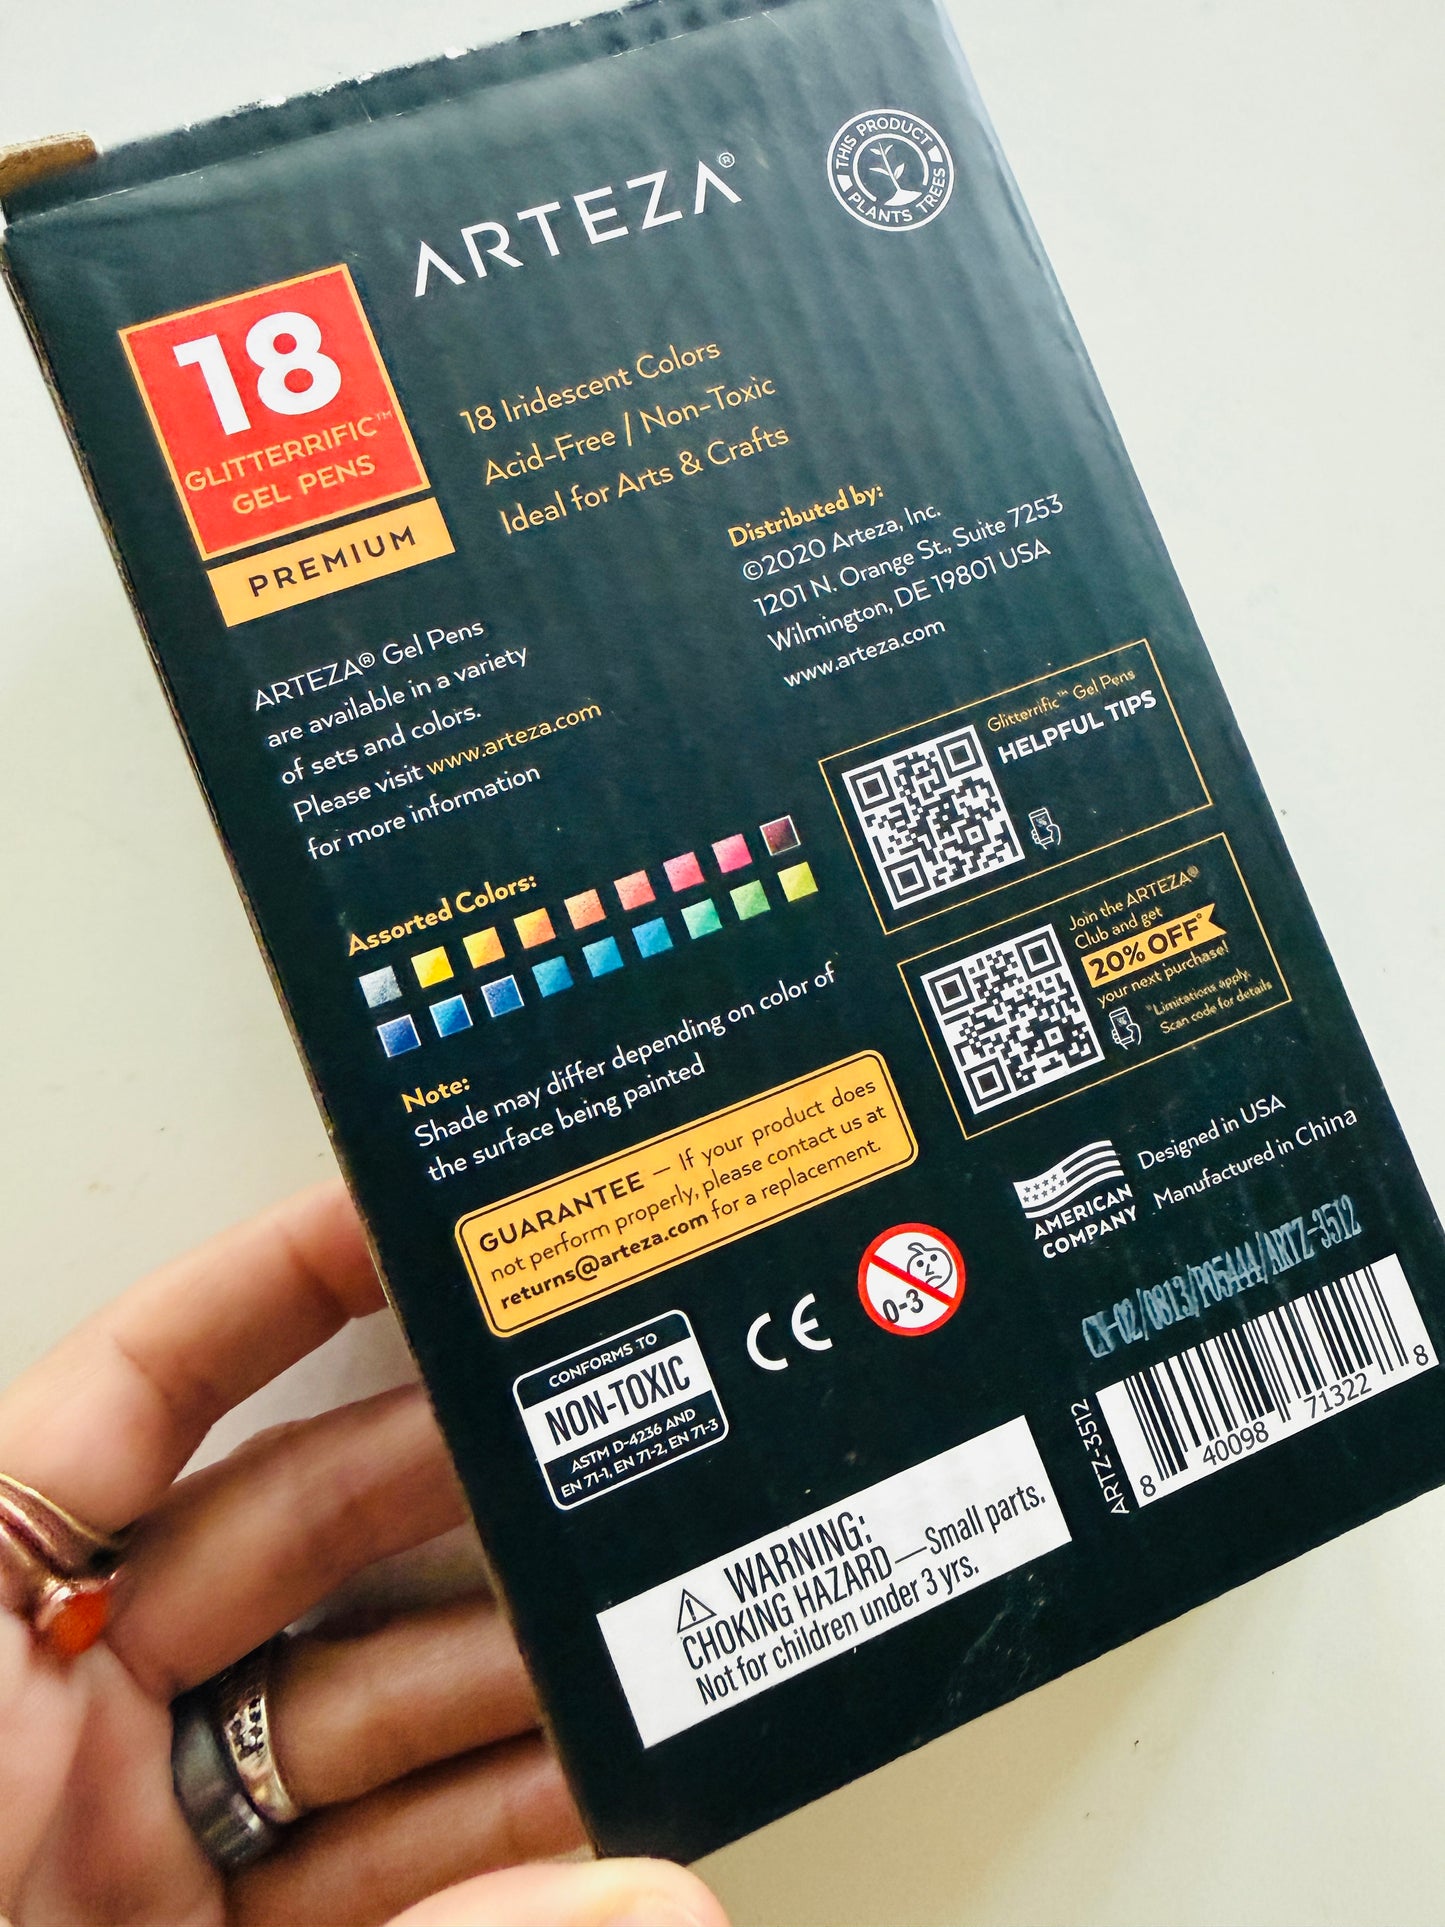 ARTEZA®
THIS PRODUCT
PLANTS TREES
18
GLITTERRIFIC™
GEL PENS
PREMIUM
18 Iridescent Colors
Acid-Free / Non-Toxic
Ideal for Arts & Crafts
Distributed by:
©2020 Arteza, Inc.
1201 N. Orange St., Suite 7253
Wilmington, DE 19801 USA
www.arteza.com
ARTEZA® Gel Pens
are available in a variety
of sets and colors.
Please visit www.arteza.com
for more information
Glitterrific™ Gel Pens
HELPFUL TIPS
Assorted Colors:
Join the ARTEZA®
Club and get
20% OFF*
your next purchase!
*Limitations apply.
Scan code for details
Note:
Shade may differ depending on color of
the surface being painted
GUARANTEE — If your product does
not perform properly, please contact us at
returns@arteza.com for a replacement.
AMERICAN
COMPANY
Designed in USA
Manufactured in China
CONFORMS TO
NON-TOXIC
ASTM D-4236 AND
EN 71-1, EN 71-2, EN 71-3
CE
0-3
/0813/P05444/ARTZ-3512
ARTZ-3512
8 40098 71322 8
WARNING:
CHOKING HAZARD—Small parts.
Not for children under 3 yrs.